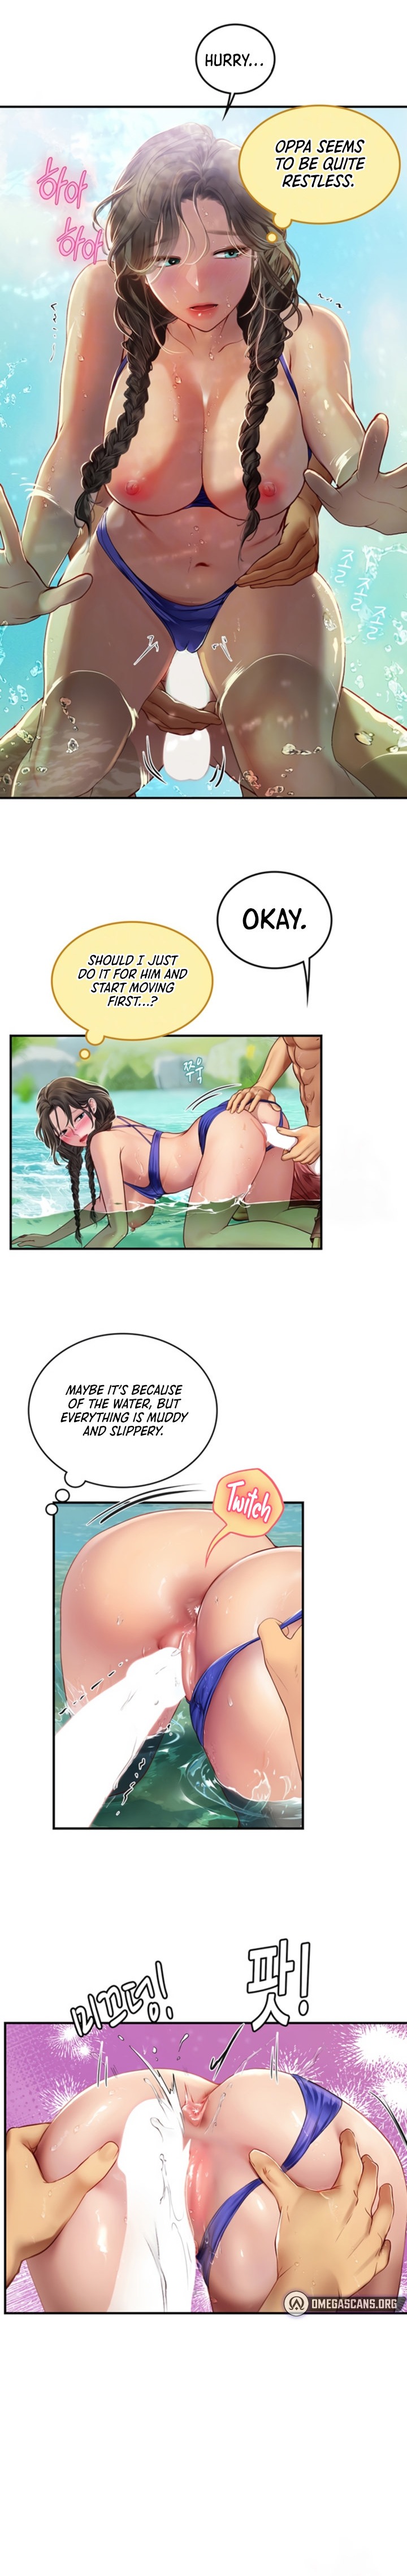 HURRY...
OPPA SEEMS
TO BE QUITE
RESTLESS.
하아
하아
OKAY.
SHOULD I JUST
DO IT FOR HIM AND
START MOVING
FIRST...?
쭈욱
MAYBE IT'S BECAUSE
OF THE WATER, BUT
EVERYTHING IS MUDDY
AND SLIPPERY.
Twitch
미끄덩!
팟!
OMEGASCANS.ORG